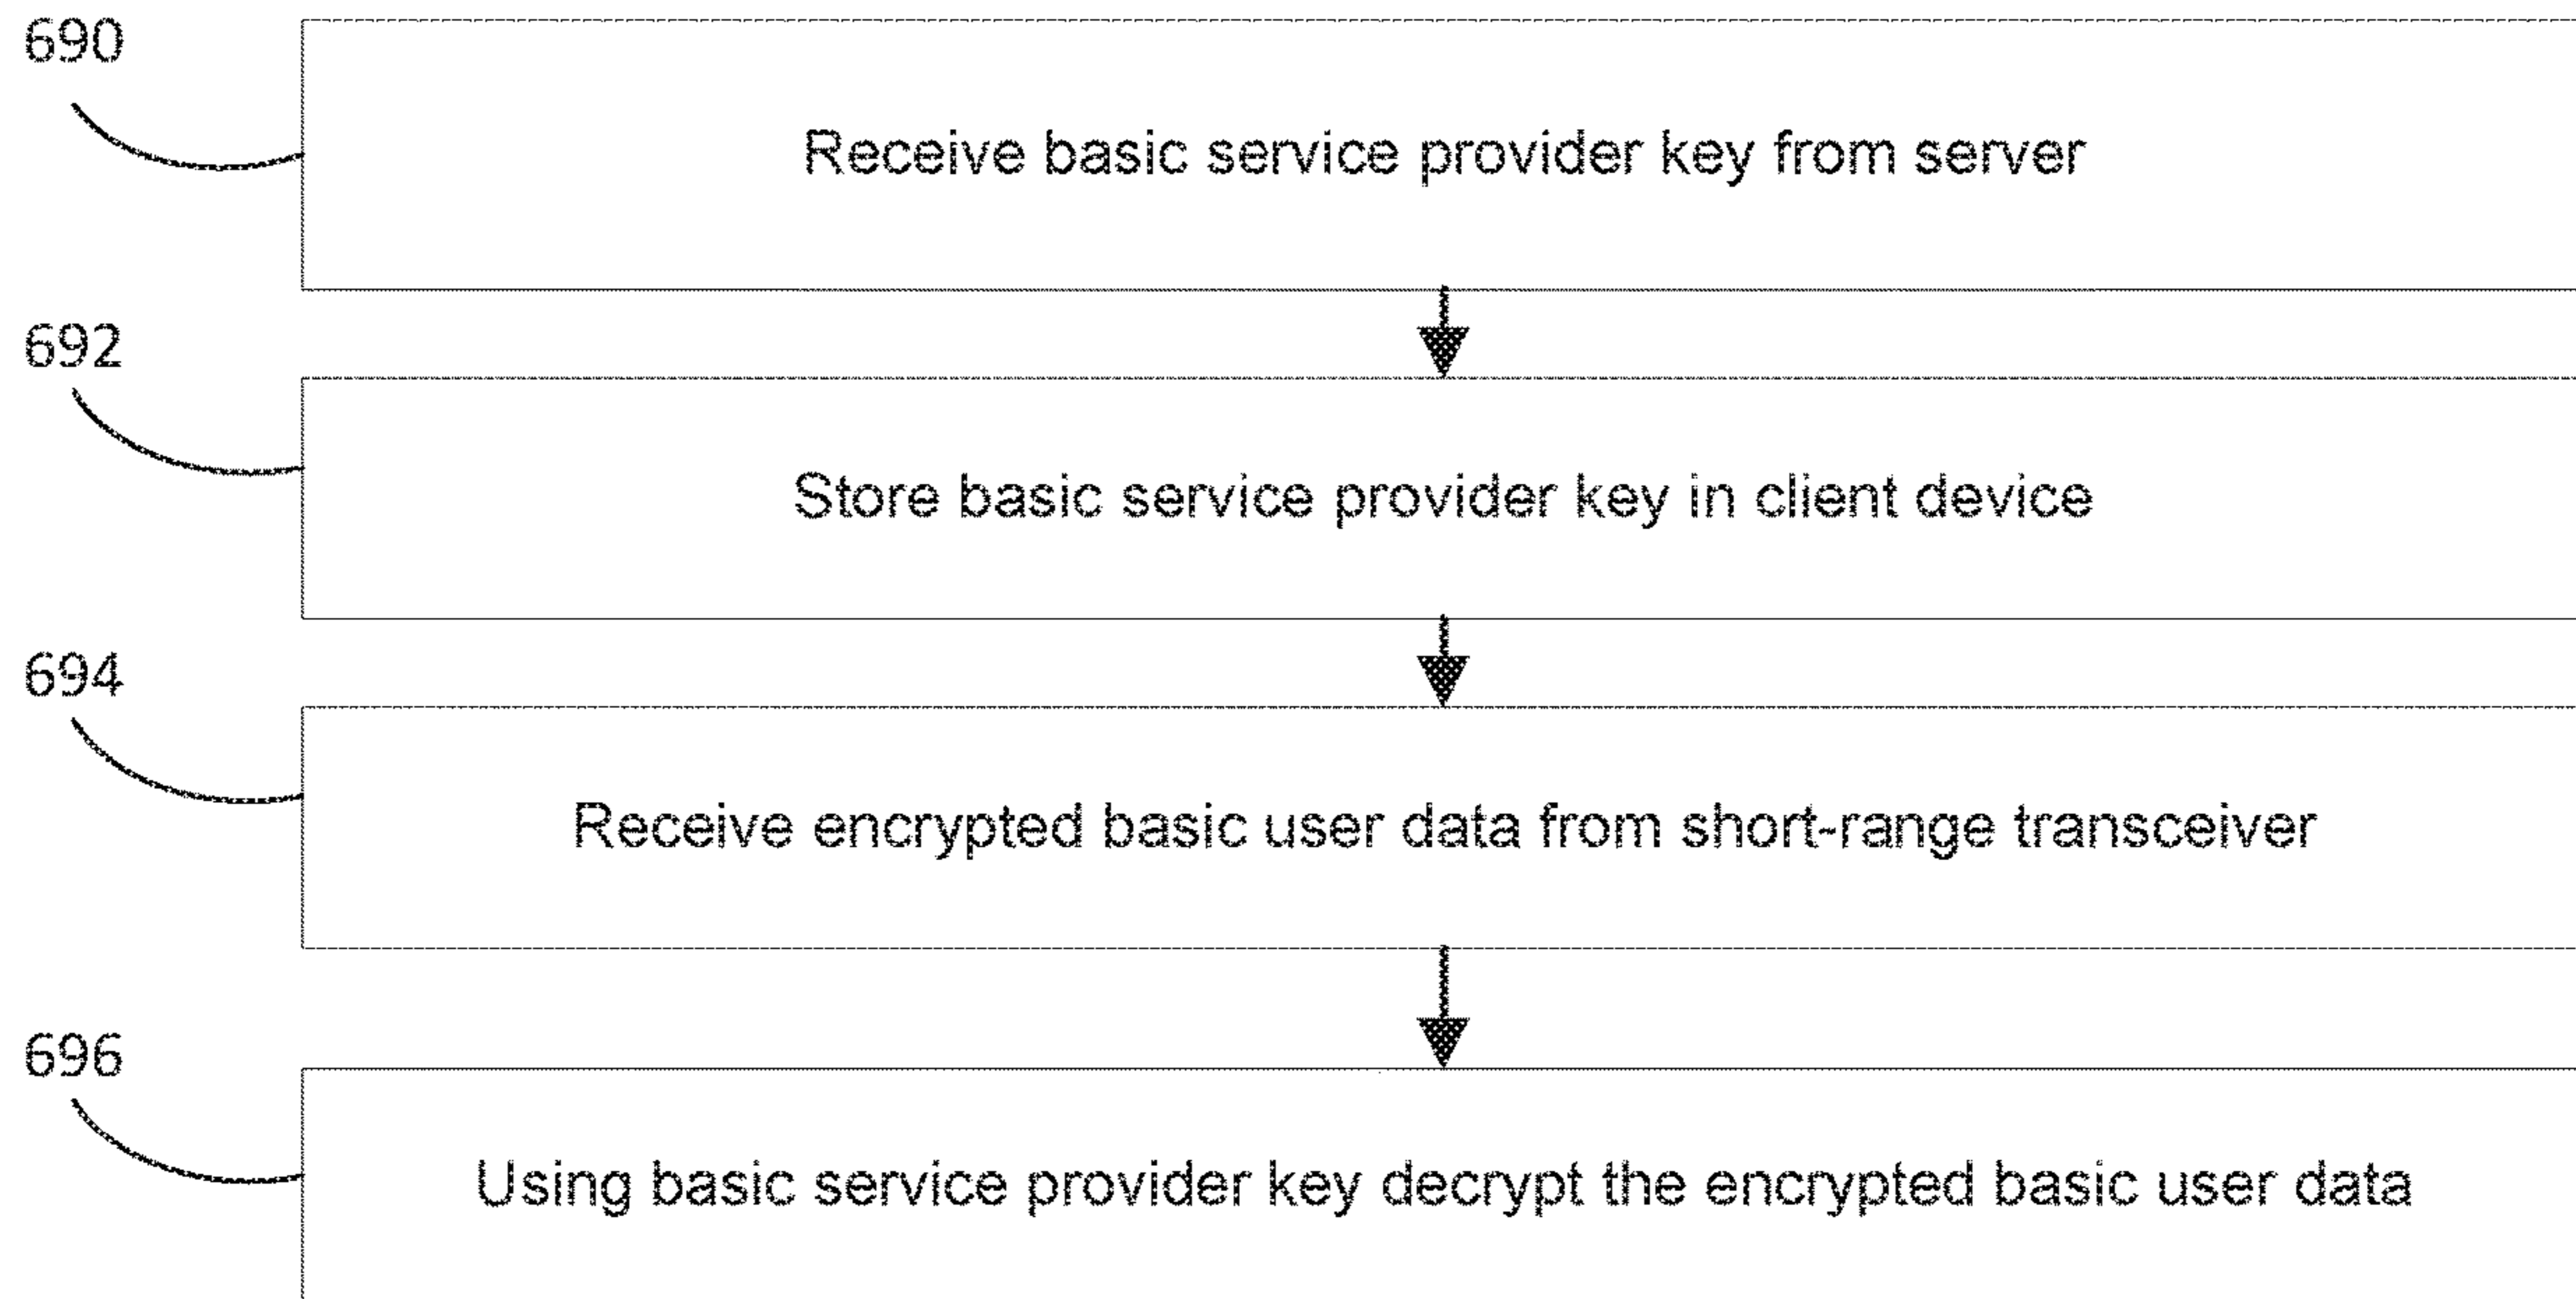 690
Receive basic service provider key from server
692
Store basic service provider key in client device
694
Receive encrypted basic user data from short-range transceiver
696
Using basic service provider key decrypt the encrypted basic user data